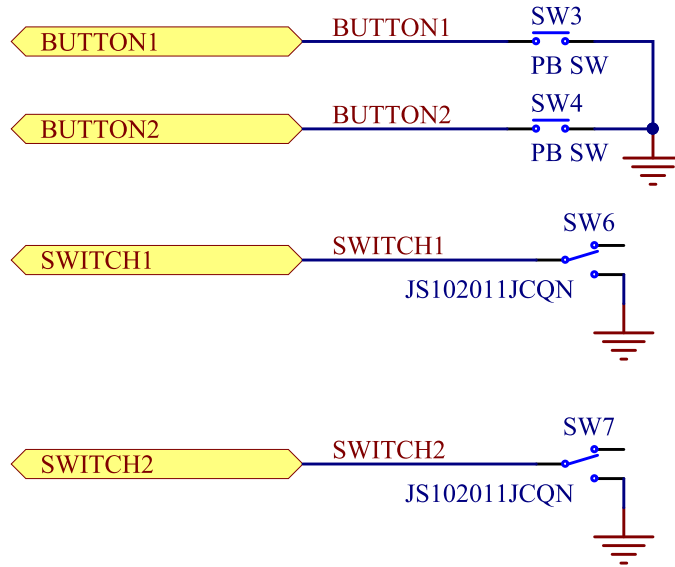 SW3
BUTTON1
BUTTON1
PB SW
SW4
BUTTON2
BUTTON2
PB SW
SW6
SWITCH1
SWITCH1
JS102011JCQN
SW7
SWITCH2
SWITCH2
JS102011JCQN